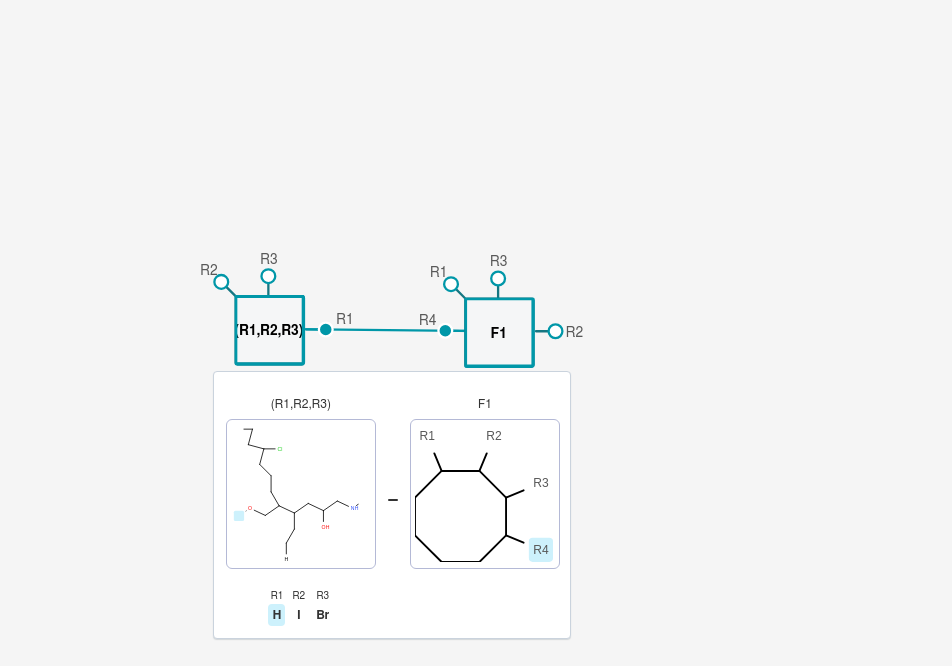 R2 R3 R1 R3
(R1,R2,R3) R1 R4 F1 R2
(R1,R2,R3) F1
R1 R2
Cl
R3
O
OH
R4
H
R1 R2 R3
H I Br